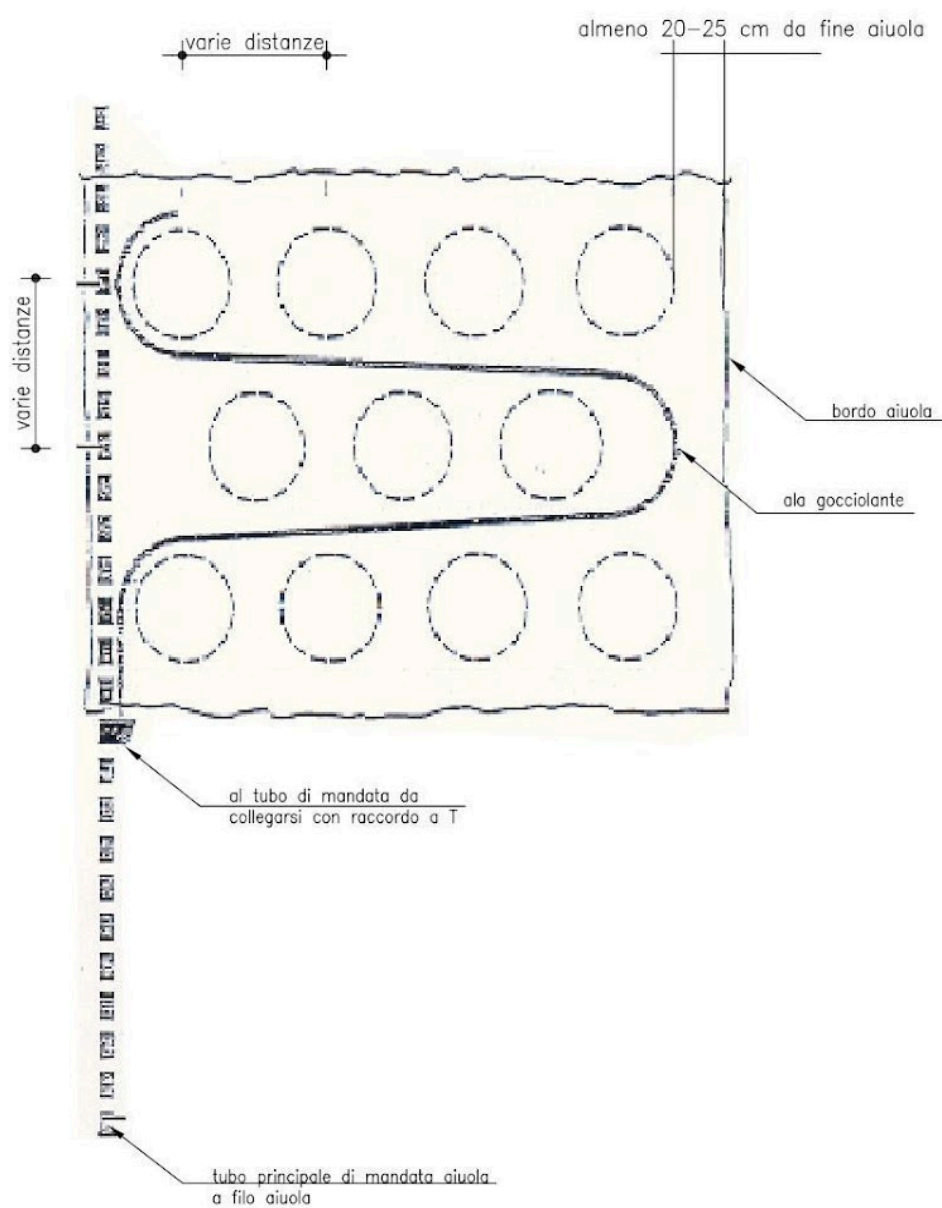 varie distanze
almeno 20-25 cm da fine aiuola
varie distanze
bordo aiuola
ala gocciolante
al tubo di mandata da
collegarsi con raccordo a T
tubo principale di mandata aiuola
a filo aiuola